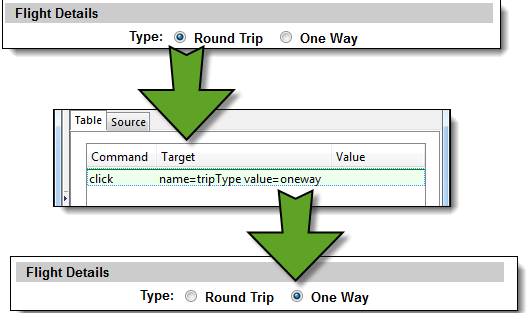 Flight Details
Type: Round Trip One Way
Table Source
Command Target Value
click name=tripType value=oneway
Flight Details
Type: Round Trip One Way